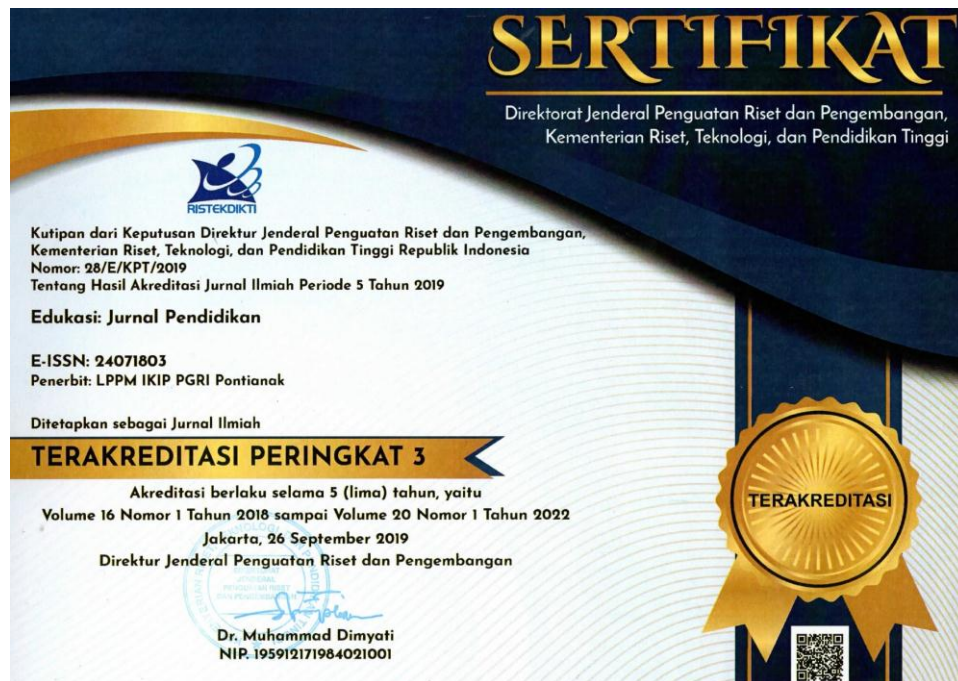 SERTIFIKAT
Direktorat Jenderal Penguatan Riset dan Pengembangan,
Kementerian Riset, Teknologi, dan Pendidikan Tinggi
RISTEKDIKTI
Kutipan dari Keputusan Direktur Jenderal Penguatan Riset dan Pengembangan,
Kementerian Riset, Teknologi, dan Pendidikan Tinggi Republik Indonesia
Nomor: 28/E/KPT/2019
Tentang Hasil Akreditasi Jurnal Ilmiah Periode 5 Tahun 2019
Edukasi: Jurnal Pendidikan
E-ISSN: 24071803
Penerbit: LPPM IKIP PGRI Pontianak
Ditetapkan sebagai Jurnal Ilmiah
TERAKREDITASI PERINGKAT 3
Akreditasi berlaku selama 5 (lima) tahun, yaitu
Volume 16 Nomor 1 Tahun 2018 sampai Volume 20 Nomor 1 Tahun 2022
Jakarta, 26 September 2019
Direktur Jenderal Penguatan Riset dan Pengembangan
Dr. Muhammad Dimyati
NIP. 195912171984021001
TERAKREDITASI